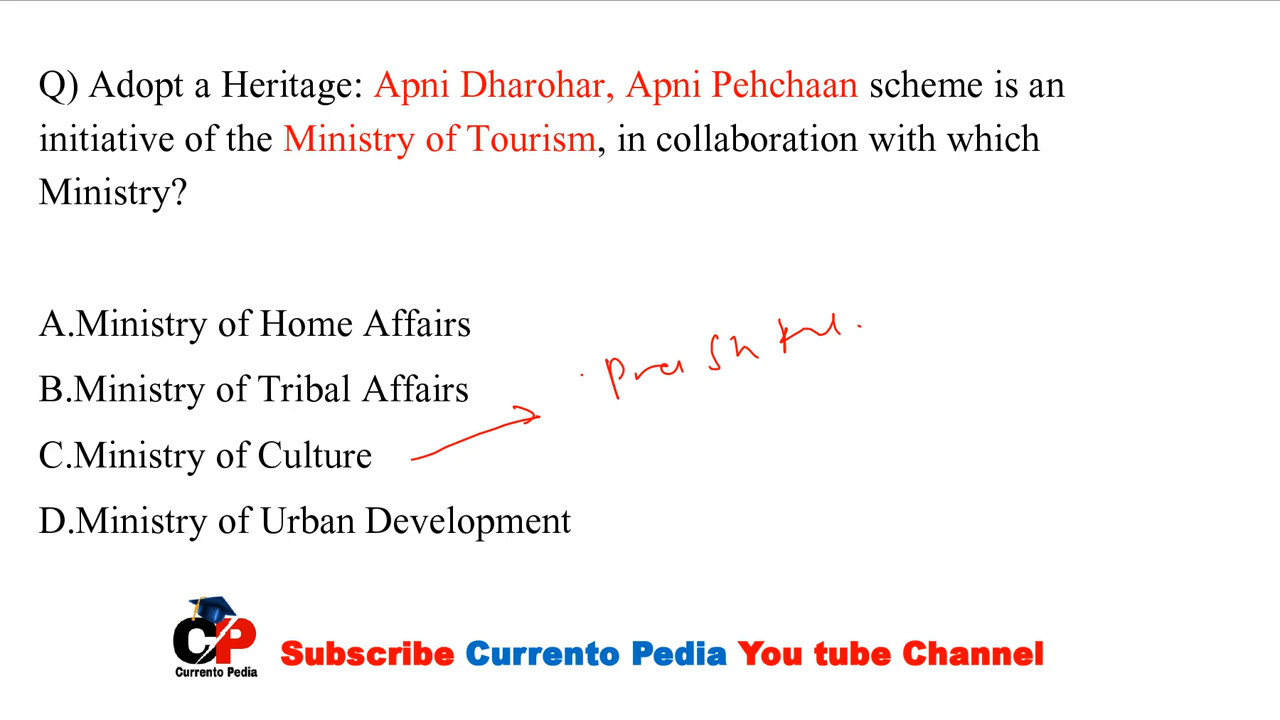 Q) Adopt a Heritage: Apni Dharohar, Apni Pehchaan scheme is an
initiative of the Ministry of Tourism, in collaboration with which
Ministry?
A.Ministry of Home Affairs
B.Ministry of Tribal Affairs
C.Ministry of Culture
D.Ministry of Urban Development
CP
Currento Pedia
Subscribe Currento Pedia You tube Channel